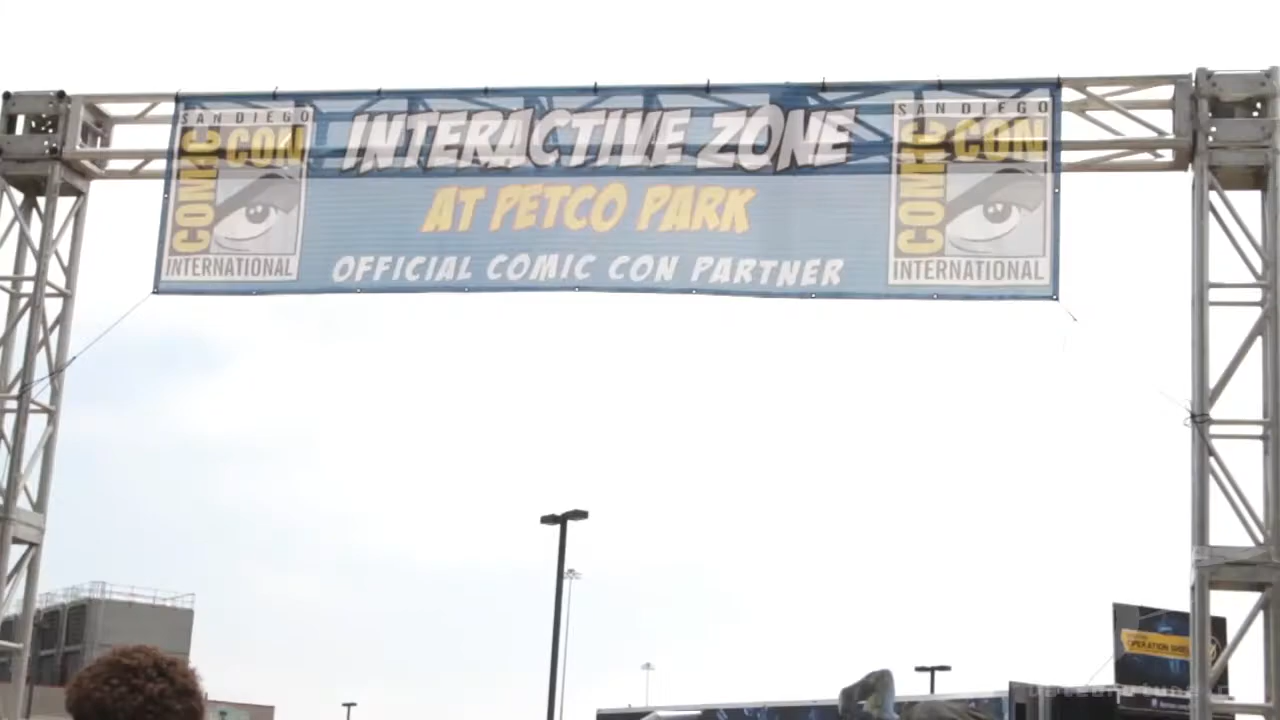 SAN DIEGO
COMIC CON
INTERNATIONAL
INTERACTIVE ZONE
AT PETCO PARK
OFFICIAL COMIC CON PARTNER
SAN DIEGO
COMIC CON
INTERNATIONAL
OPERATION